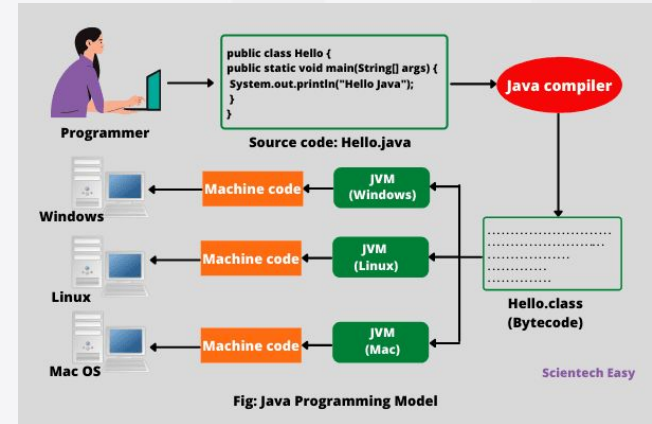 public class Hello {
public static void main(String[] args) {
System.out.println("Hello Java");
}
}
Programmer
Source code: Hello.java
Java compiler
Windows
Machine code
JVM
(Windows)
Linux
Machine code
JVM
(Linux)
Hello.class
(Bytecode)
Mac OS
Machine code
JVM
(Mac)
Scientech Easy
Fig: Java Programming Model